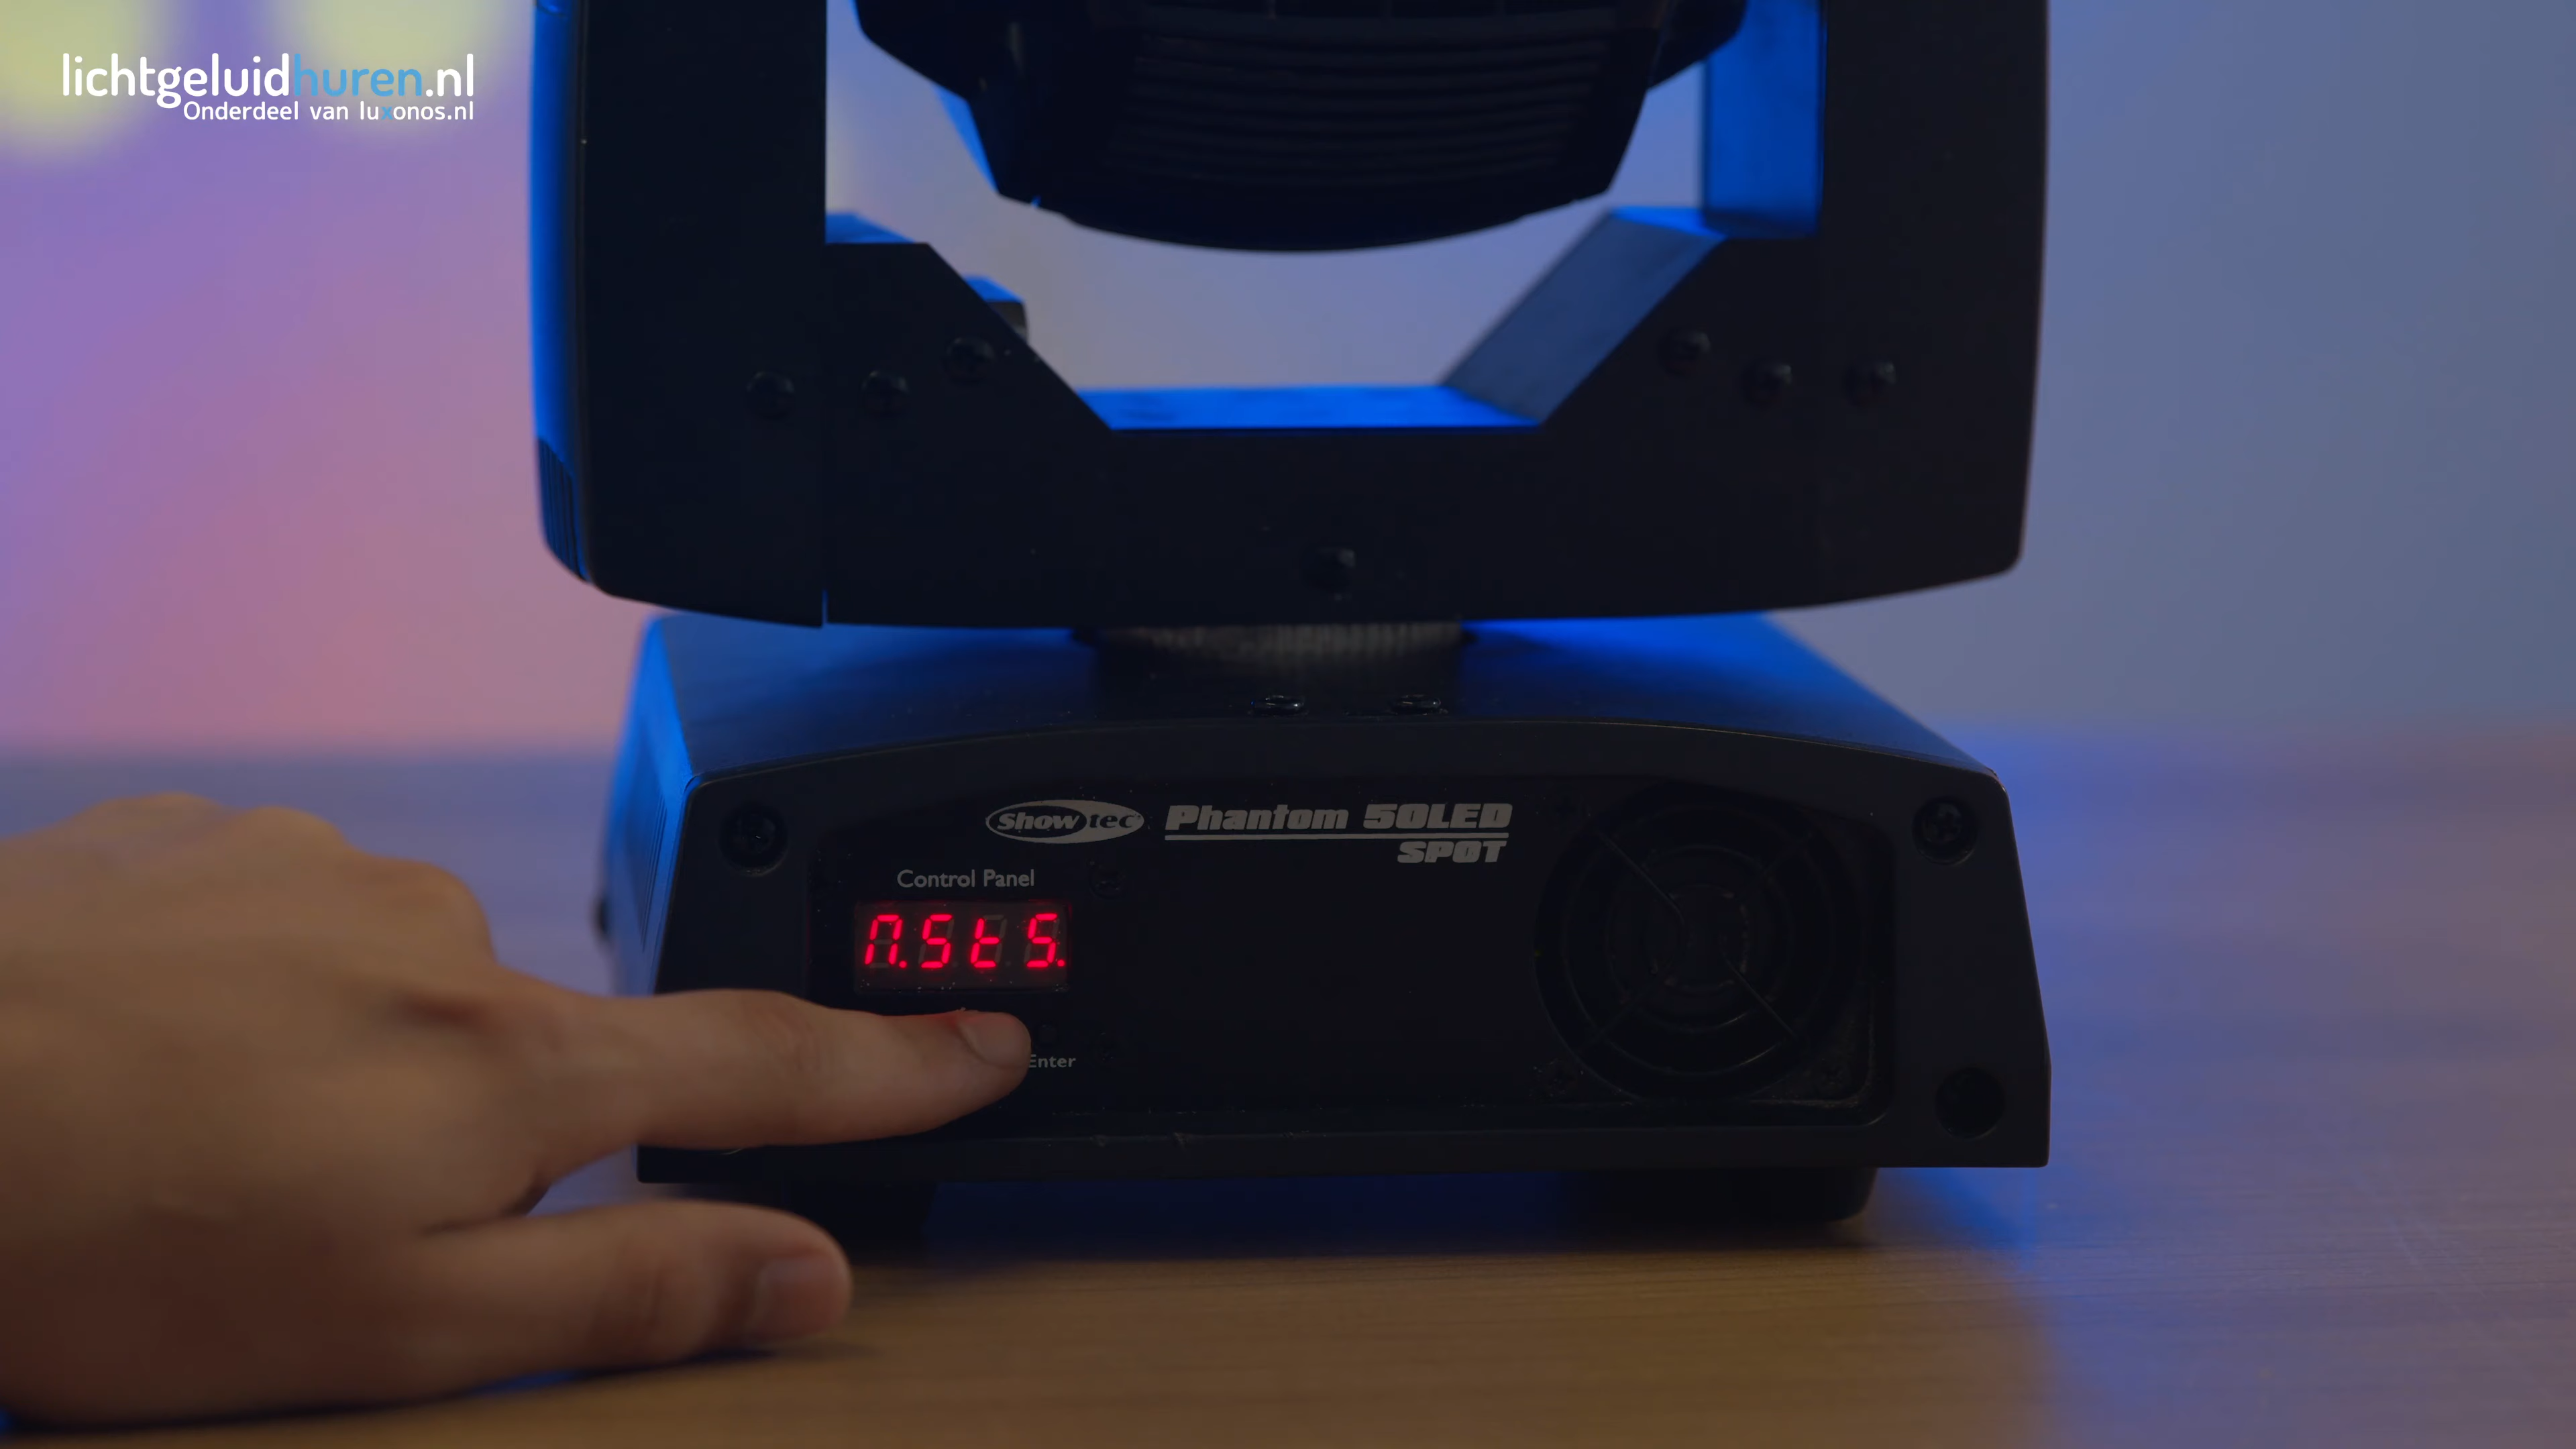 lichtgeluidhuren.nl
Onderdeel van luxonos.nl
Showtec Phantom 50LED
SPOT
Control Panel
M.StS.
Enter